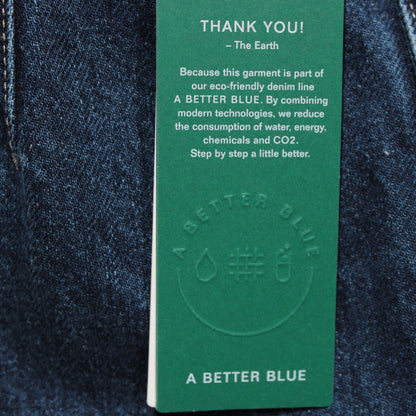 THANK YOU!
– The Earth
Because this garment is part of
our eco-friendly denim line
A BETTER BLUE. By combining
modern technologies, we reduce
the consumption of water, energy,
chemicals and CO2.
Step by step a little better.
A BETTER BLUE
A BETTER BLUE